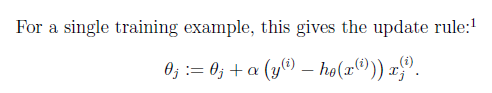 For a single training example, this gives the update rule:¹
θⱼ := θⱼ + α (y⁽ⁱ⁾ − h_θ(x⁽ⁱ⁾)) xⱼ⁽ⁱ⁾.